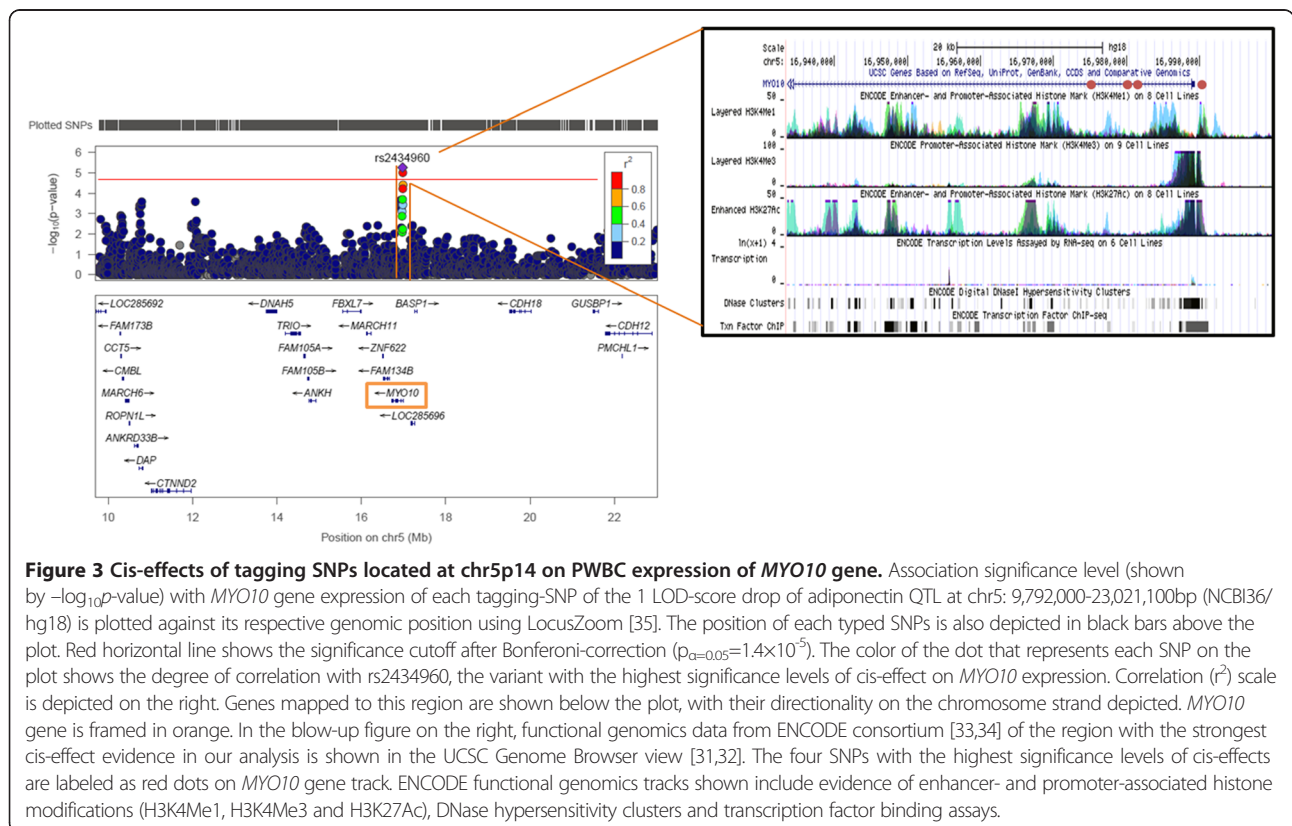 Plotted SNPs
6
5
4
3
2
1
0
−log10(p-value)
rs2434960
r2
0.8
0.6
0.4
0.2
←LOC285692
←DNAH5
FBXL7→
BASP1→
←CDH18
GUSBP1→
←FAM173B
TRIO→
←MARCH11
←CDH12
CCT5→
FAM105A→
←ZNF622
PMCHL1→
←CMBL
FAM105B→
←FAM134B
MARCH6→
←ANKH
←MYO10
ROPN1L→
←LOC285696
ANKRD33B→
←DAP
←CTNND2
10
12
14
16
18
20
22
Position on chr5 (Mb)
Scale
20 kb
hg18
chr5:
16,940,000
16,950,000
16,960,000
16,970,000
16,980,000
16,990,000
UCSC Genes Based on RefSeq, UniProt, GenBank, CCDS and Comparative Genomics
MYO10
ENCODE Enhancer- and Promoter-Associated Histone Mark (H3K4Me1) on 8 Cell Lines
50
Layered H3K4Me1
0
ENCODE Promoter-Associated Histone Mark (H3K4Me3) on 9 Cell Lines
100
Layered H3K4Me3
0
ENCODE Enhancer- and Promoter-Associated Histone Mark (H3K27Ac) on 8 Cell Lines
50
Enhanced H3K27Ac
0
ENCODE Transcription Levels Assayed by RNA-seq on 6 Cell Lines
ln(x+1) 4
Transcription
0
ENCODE Digital DNaseI Hypersensitivity Clusters
DNase Clusters
ENCODE Transcription Factor ChIP-seq
Txn Factor ChIP
Figure 3 Cis-effects of tagging SNPs located at chr5p14 on PWBC expression of MYO10 gene. Association significance level (shown
by –log10p-value) with MYO10 gene expression of each tagging-SNP of the 1 LOD-score drop of adiponectin QTL at chr5: 9,792,000-23,021,100bp (NCBI36/
hg18) is plotted against its respective genomic position using LocusZoom [35]. The position of each typed SNPs is also depicted in black bars above the
plot. Red horizontal line shows the significance cutoff after Bonferoni-correction (pα=0.05=1.4×10-5). The color of the dot that represents each SNP on the
plot shows the degree of correlation with rs2434960, the variant with the highest significance levels of cis-effect on MYO10 expression. Correlation (r2) scale
is depicted on the right. Genes mapped to this region are shown below the plot, with their directionality on the chromosome strand depicted. MYO10
gene is framed in orange. In the blow-up figure on the right, functional genomics data from ENCODE consortium [33,34] of the region with the strongest
cis-effect evidence in our analysis is shown in the UCSC Genome Browser view [31,32]. The four SNPs with the highest significance levels of cis-effects
are labeled as red dots on MYO10 gene track. ENCODE functional genomics tracks shown include evidence of enhancer- and promoter-associated histone
modifications (H3K4Me1, H3K4Me3 and H3K27Ac), DNase hypersensitivity clusters and transcription factor binding assays.